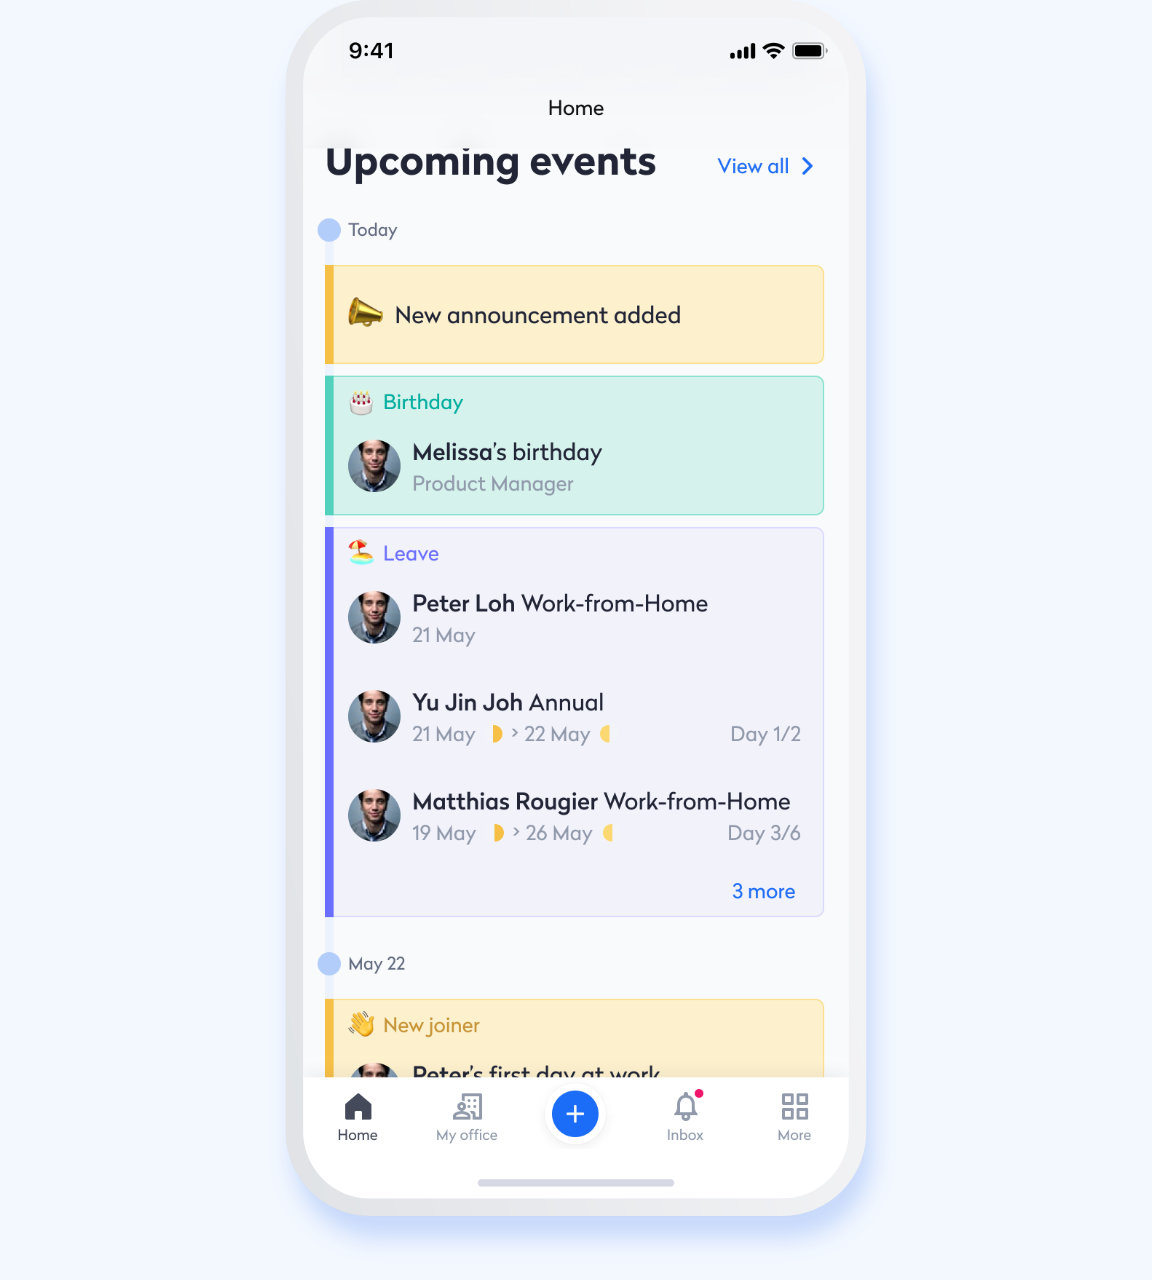 9:41
Home
Upcoming events
View all
Today
New announcement added
Birthday
Melissa's birthday
Product Manager
Leave
Peter Loh Work-from-Home
21 May
Yu Jin Joh Annual
21 May > 22 May Day 1/2
Matthias Rougier Work-from-Home
19 May > 26 May Day 3/6
3 more
May 22
New joiner
Peter's first day at work
Home My office Inbox More